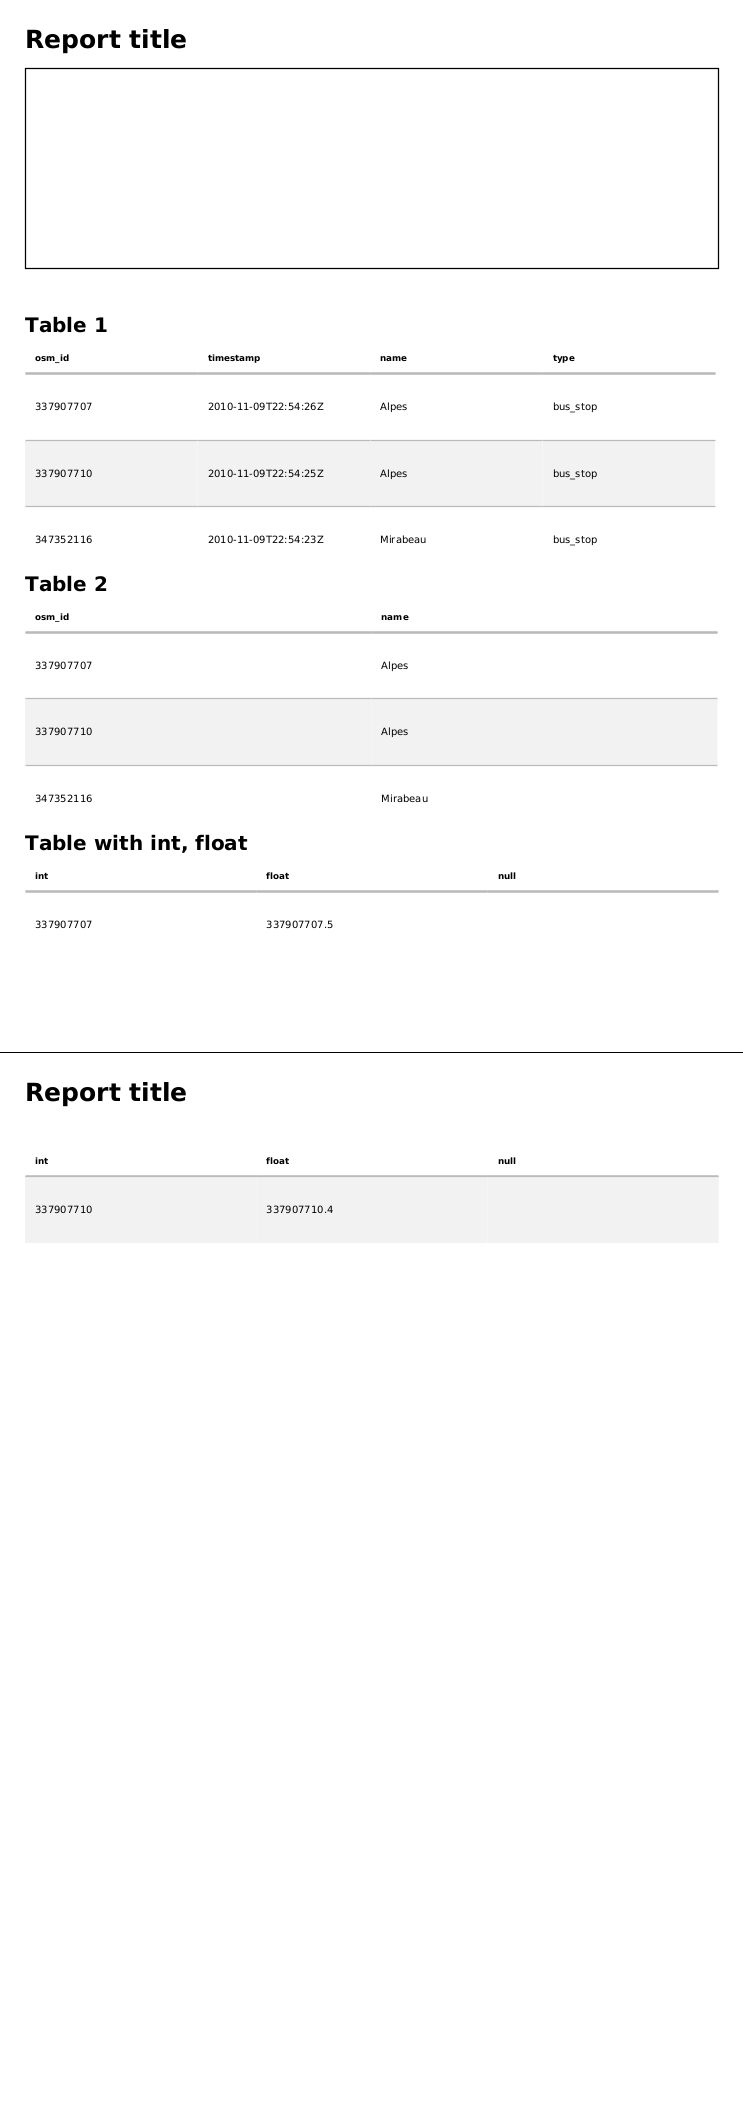 Report title
Table 1
osm_id timestamp name type
337907707 2010-11-09T22:54:26Z Alpes bus_stop
337907710 2010-11-09T22:54:25Z Alpes bus_stop
347352116 2010-11-09T22:54:23Z Mirabeau bus_stop
Table 2
osm_id name
337907707 Alpes
337907710 Alpes
347352116 Mirabeau
Table with int, float
int float null
337907707 337907707.5
Report title
int float null
337907710 337907710.4